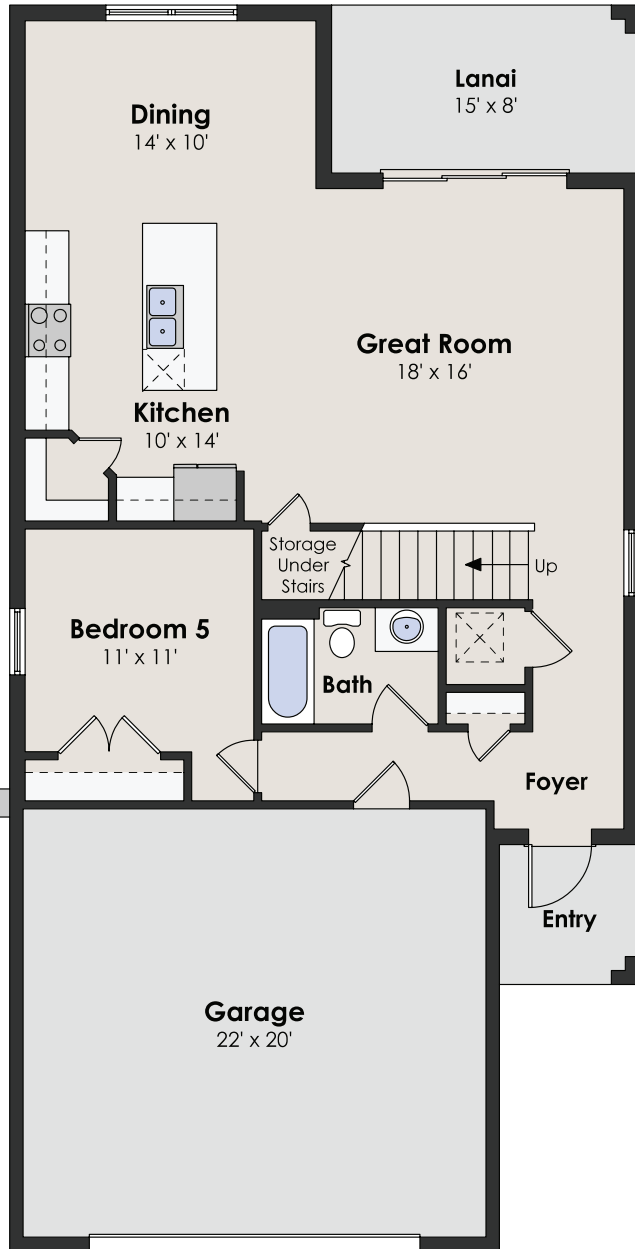 Lanai
15' x 8'
Dining
14' x 10'
Great Room
18' x 16'
Kitchen
10' x 14'
Storage
Under
Stairs
Up
Bedroom 5
11' x 11'
Bath
Foyer
Entry
Garage
22' x 20'